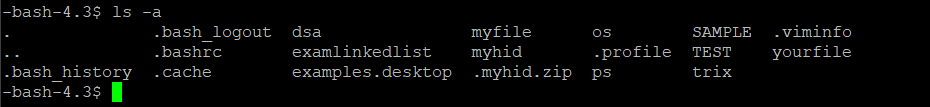 -bash-4.3$ ls -a
. .bash_logout dsa myfile os SAMPLE .viminfo
.. .bashrc examlinkedlist myhid .profile TEST yourfile
.bash_history .cache examples.desktop .myhid.zip ps trix
-bash-4.3$